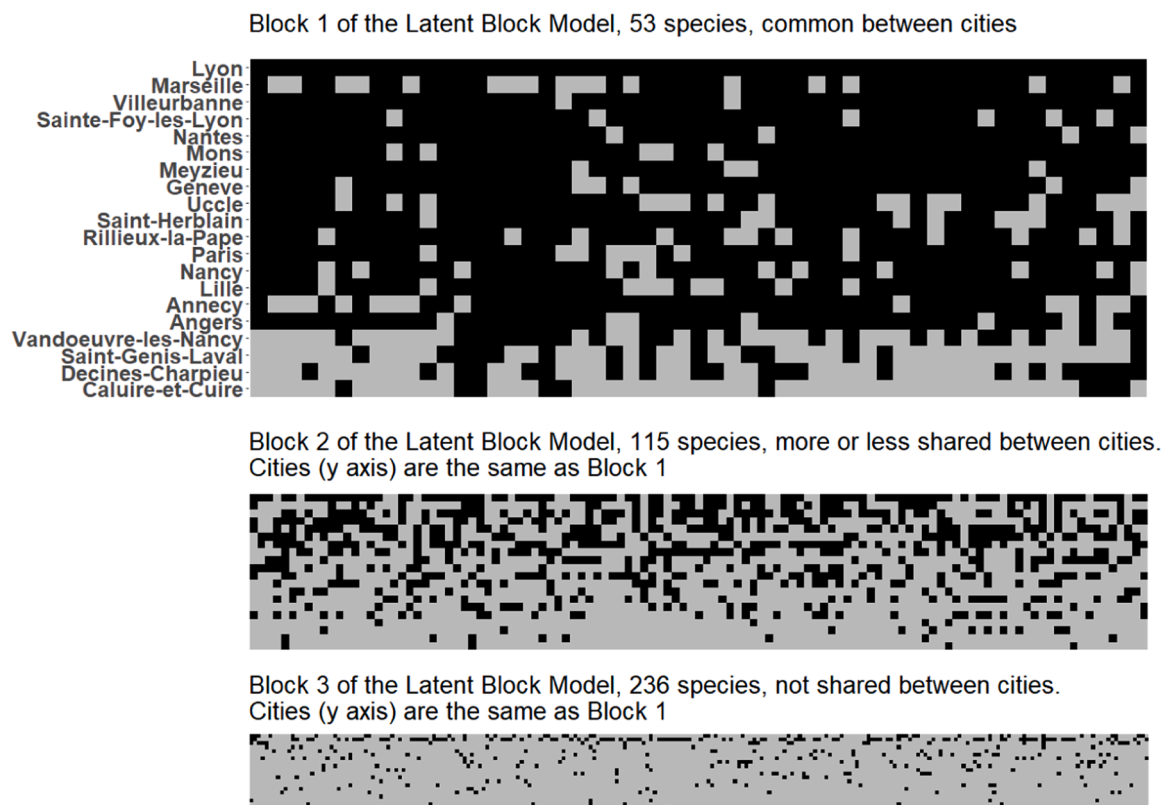 Block 1 of the Latent Block Model, 53 species, common between cities
Lyon
Marseille
Villeurbanne
Sainte-Foy-les-Lyon
Nantes
Mons
Meyzieu
Geneve
Uccle
Saint-Herblain
Rillieux-la-Pape
Paris
Nancy
Lille
Annecy
Angers
Vandoeuvre-les-Nancy
Saint-Genis-Laval
Decines-Charpieu
Caluire-et-Cuire
Block 2 of the Latent Block Model, 115 species, more or less shared between cities.
Cities (y axis) are the same as Block 1
Block 3 of the Latent Block Model, 236 species, not shared between cities.
Cities (y axis) are the same as Block 1